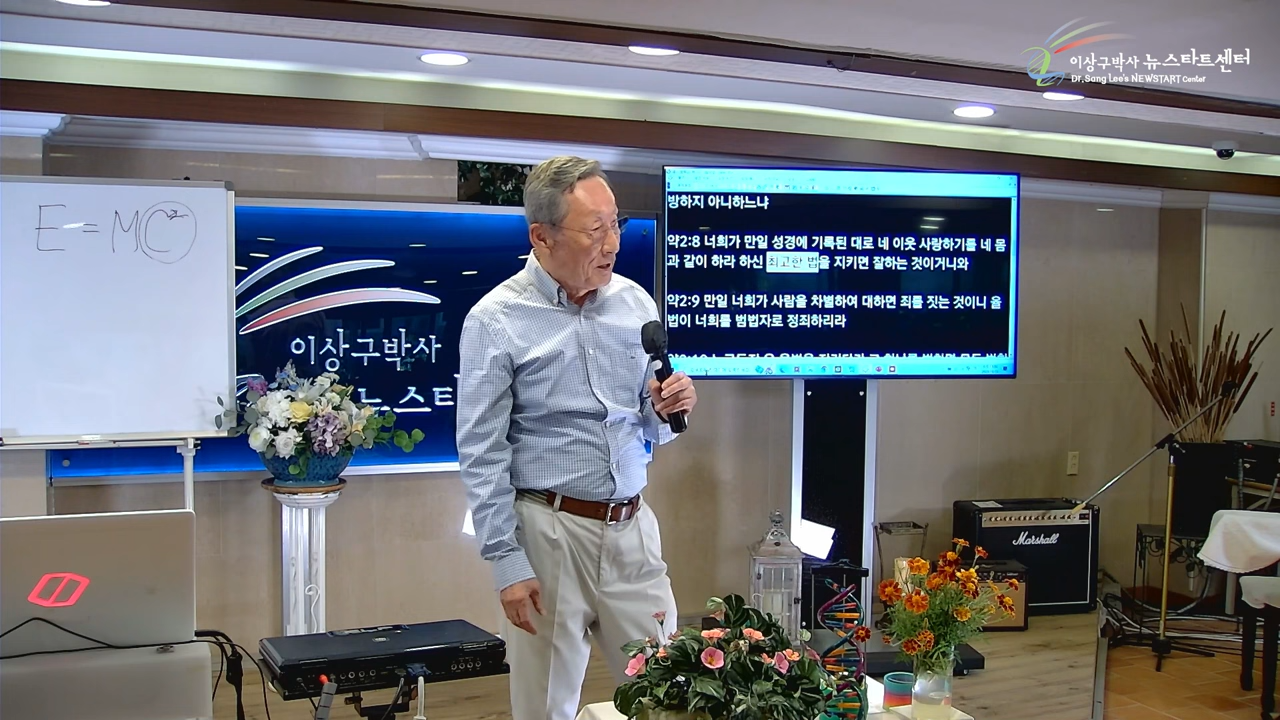 이상구박사 뉴스타트센터
Dr. Sang Lee's NEWSTART Center
E = MC²
이상구박사
뉴스타
방하지 아니하느냐
약2:8 너희가 만일 성경에 기록된 대로 네 이웃 사랑하기를 네 몸
과 같이 하라 하신 최고한 법을 지키면 잘하는 것이거니와
약2:9 만일 너희가 사람을 차별하여 대하면 죄를 짓는 것이니 율
법이 너희를 범법자로 정죄하리라
Marshall